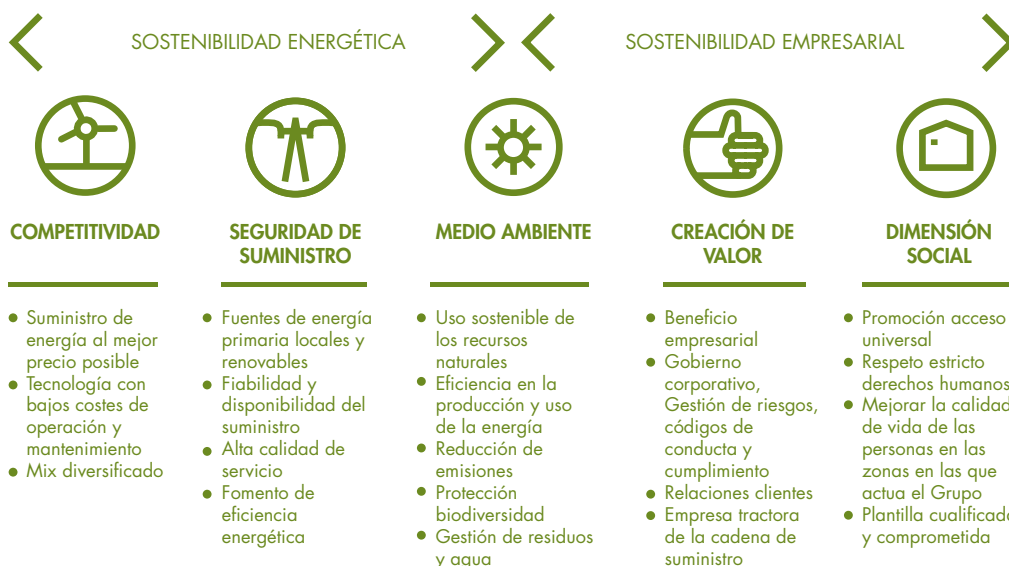 SOSTENIBILIDAD ENERGÉTICA
SOSTENIBILIDAD EMPRESARIAL
COMPETITIVIDAD
Suministro de
energía al mejor
precio posible
Tecnología con
bajos costes de
operación y
mantenimiento
Mix diversificado
SEGURIDAD DE
SUMINISTRO
Fuentes de energía
primaria locales y
renovables
Fiabilidad y
disponibilidad del
suministro
Alta calidad de
servicio
Fomento de
eficiencia
energética
MEDIO AMBIENTE
Uso sostenible de
los recursos
naturales
Eficiencia en la
producción y uso
de la energía
Reducción de
emisiones
Protección
biodiversidad
Gestión de residuos
y agua
CREACIÓN DE
VALOR
Beneficio
empresarial
Gobierno
corporativo,
Gestión de riesgos,
códigos de
conducta y
cumplimiento
Relaciones clientes
Empresa tractora
de la cadena de
suministro
DIMENSIÓN
SOCIAL
Promoción acceso
universal
Respeto estricto
derechos humanos
Mejorar la calidad
de vida de las
personas en las
zonas en las que
actua el Grupo
Plantilla cualificada
y comprometida